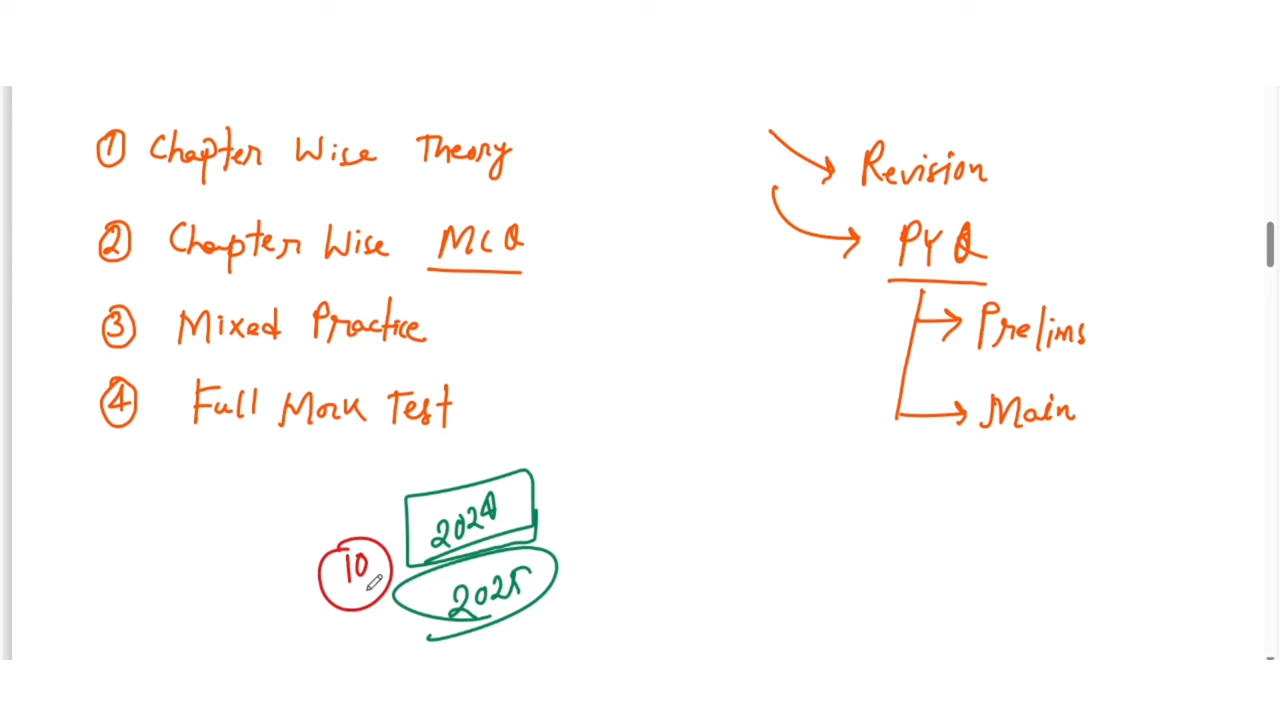 ① Chapter Wise Theory
② Chapter Wise MCQ
③ Mixed Practice
④ Full Mock Test
Revision
PYQ
Prelims
Main
2024
10
2025